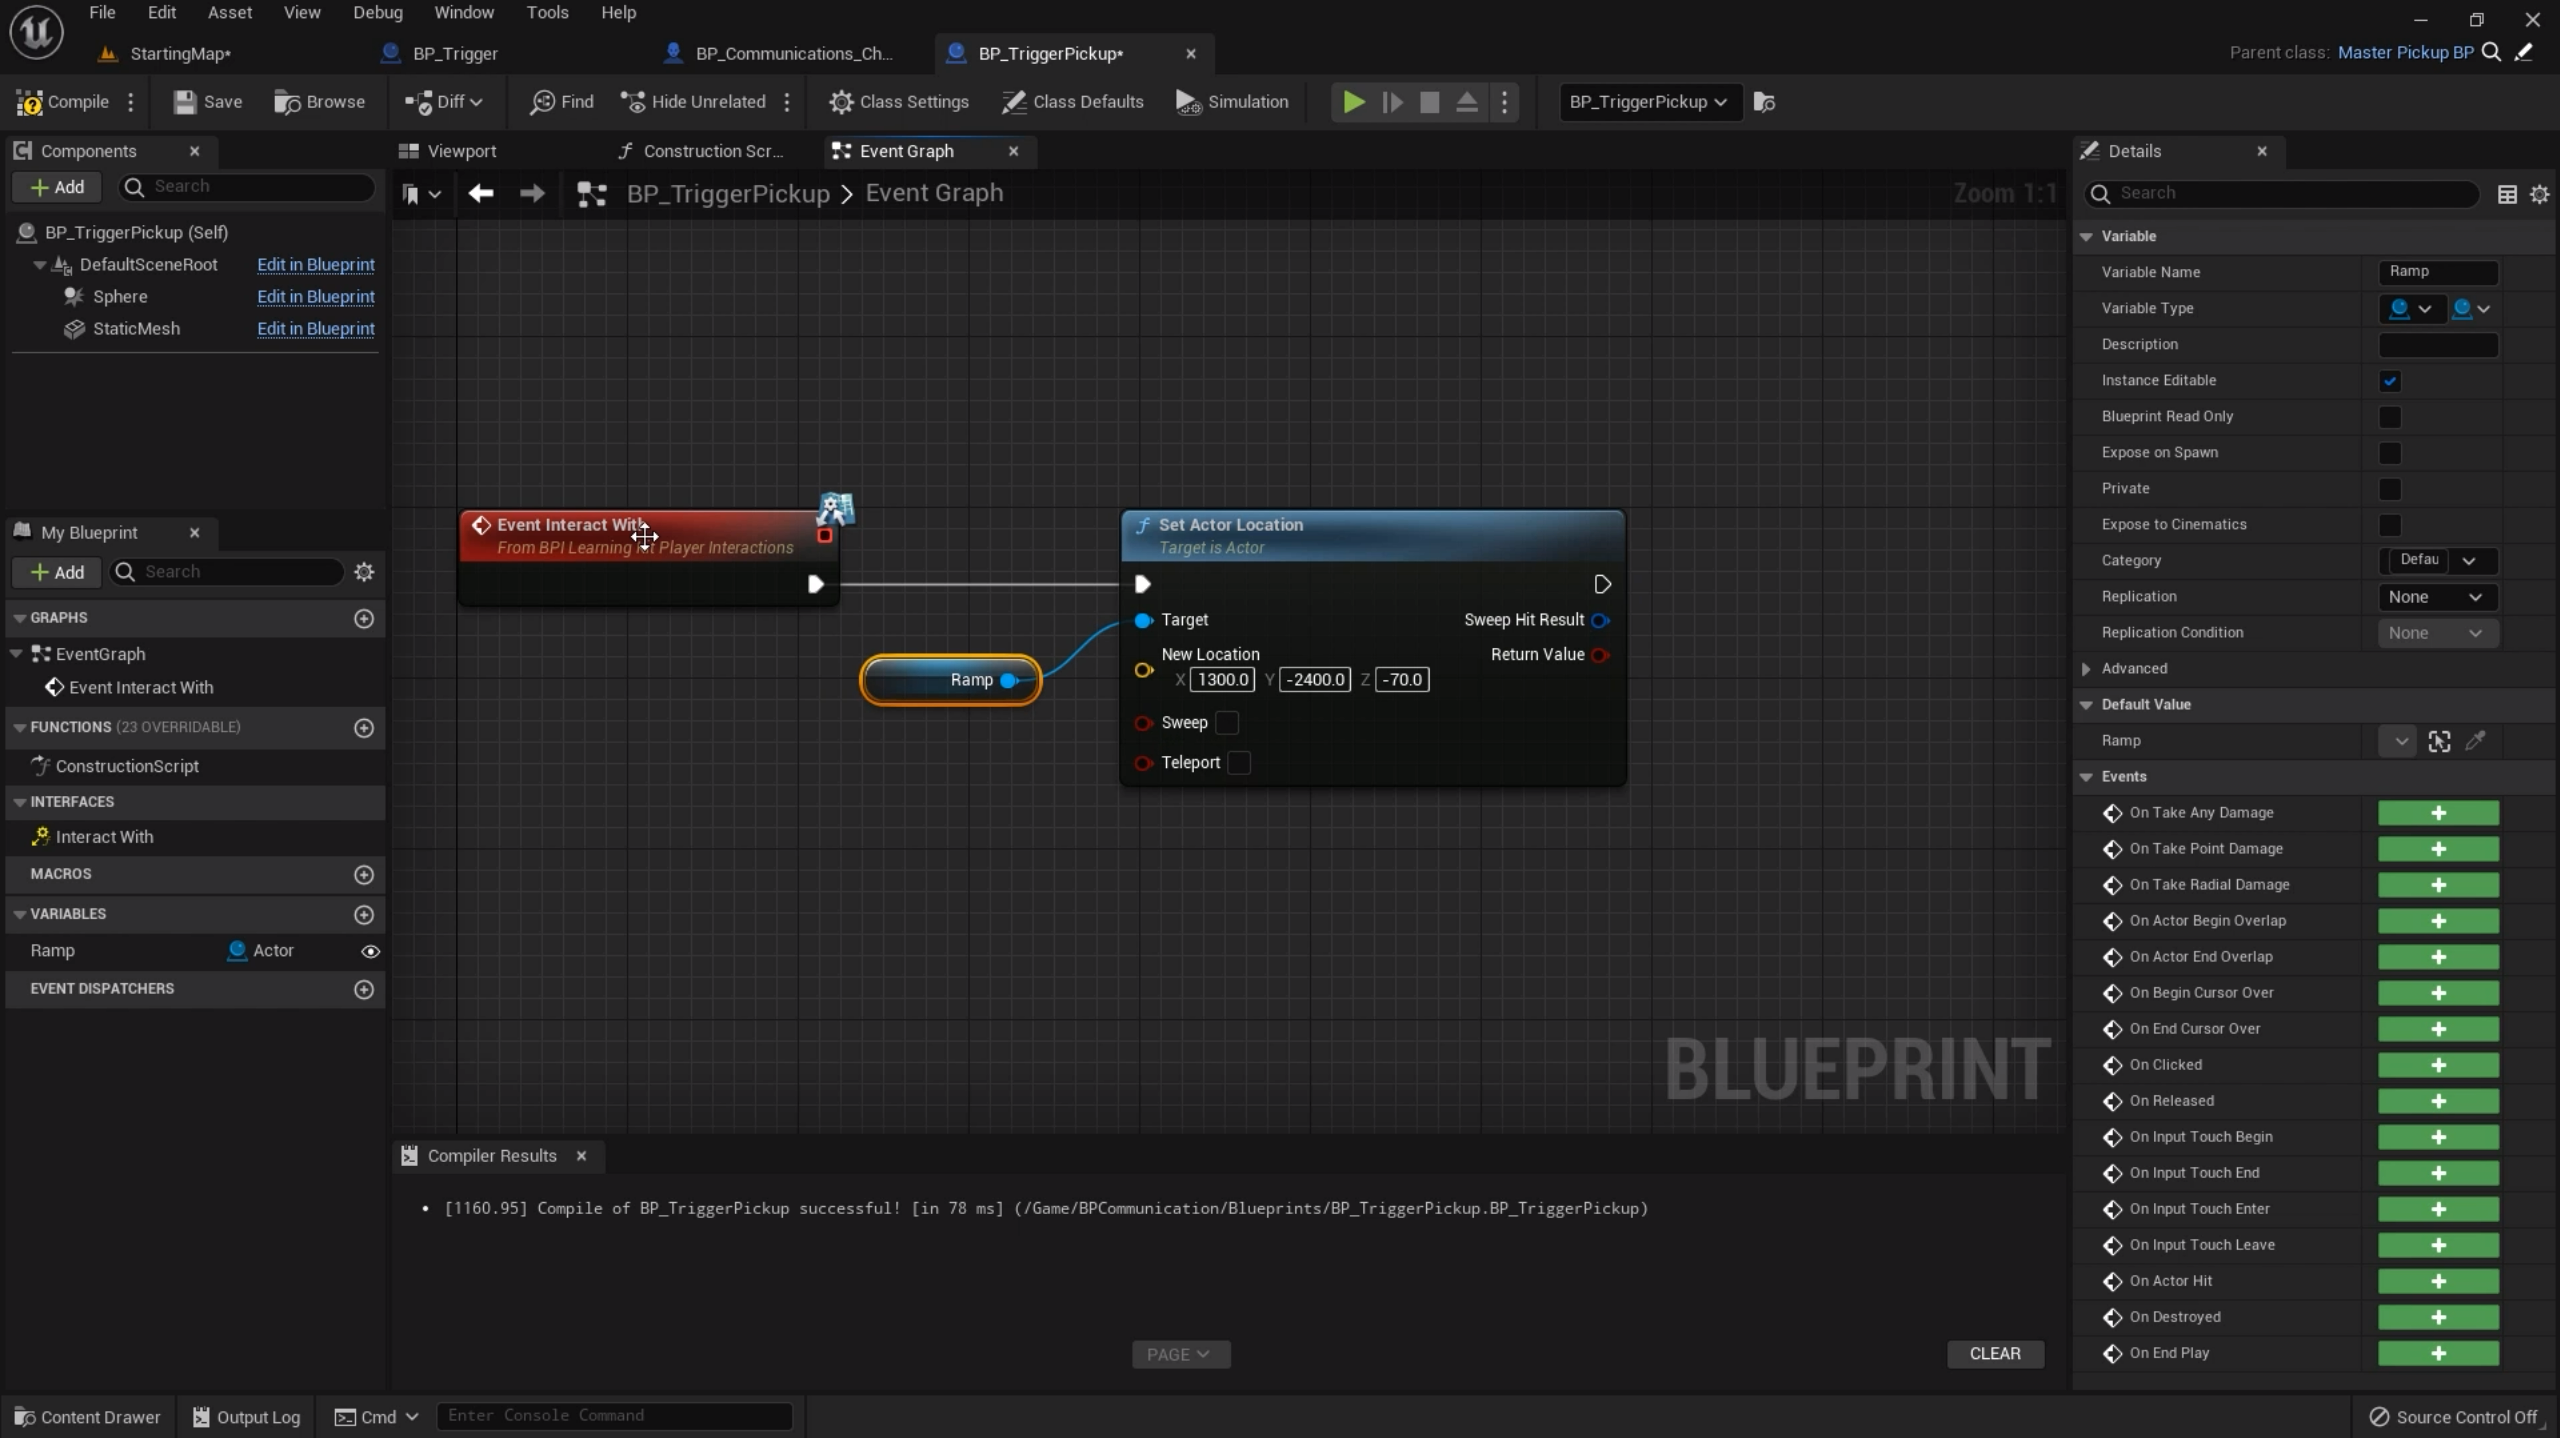 File Edit Asset View Debug Window Tools Help
StartingMap* BP_Trigger BP_Communications_Ch... BP_TriggerPickup*
Parent class: Master Pickup BP
Compile Save Browse Diff Find Hide Unrelated Class Settings Class Defaults Simulation BP_TriggerPickup
Components
Add Search
BP_TriggerPickup (Self)
DefaultSceneRoot Edit in Blueprint
Sphere Edit in Blueprint
StaticMesh Edit in Blueprint
My Blueprint
Add Search
GRAPHS
EventGraph
Event Interact With
FUNCTIONS (23 OVERRIDABLE)
ConstructionScript
INTERFACES
Interact With
MACROS
VARIABLES
Ramp Actor
EVENT DISPATCHERS
Viewport Construction Scr... Event Graph
BP_TriggerPickup > Event Graph
Zoom 1:1
Event Interact With
From BPI Learning Kit Player Interactions
Ramp
Set Actor Location
Target is Actor
Target Sweep Hit Result
New Location Return Value
X 1300.0 Y -2400.0 Z -70.0
Sweep
Teleport
BLUEPRINT
Compiler Results
• [1160.95] Compile of BP_TriggerPickup successful! [in 78 ms] (/Game/BPCommunication/Blueprints/BP_TriggerPickup.BP_TriggerPickup)
PAGE
CLEAR
Details
Search
Variable
Variable Name Ramp
Variable Type
Description
Instance Editable
Blueprint Read Only
Expose on Spawn
Private
Expose to Cinematics
Category Defau
Replication None
Replication Condition None
Advanced
Default Value
Ramp
Events
On Take Any Damage
On Take Point Damage
On Take Radial Damage
On Actor Begin Overlap
On Actor End Overlap
On Begin Cursor Over
On End Cursor Over
On Clicked
On Released
On Input Touch Begin
On Input Touch End
On Input Touch Enter
On Input Touch Leave
On Actor Hit
On Destroyed
On End Play
Content Drawer Output Log Cmd Enter Console Command
Source Control Off